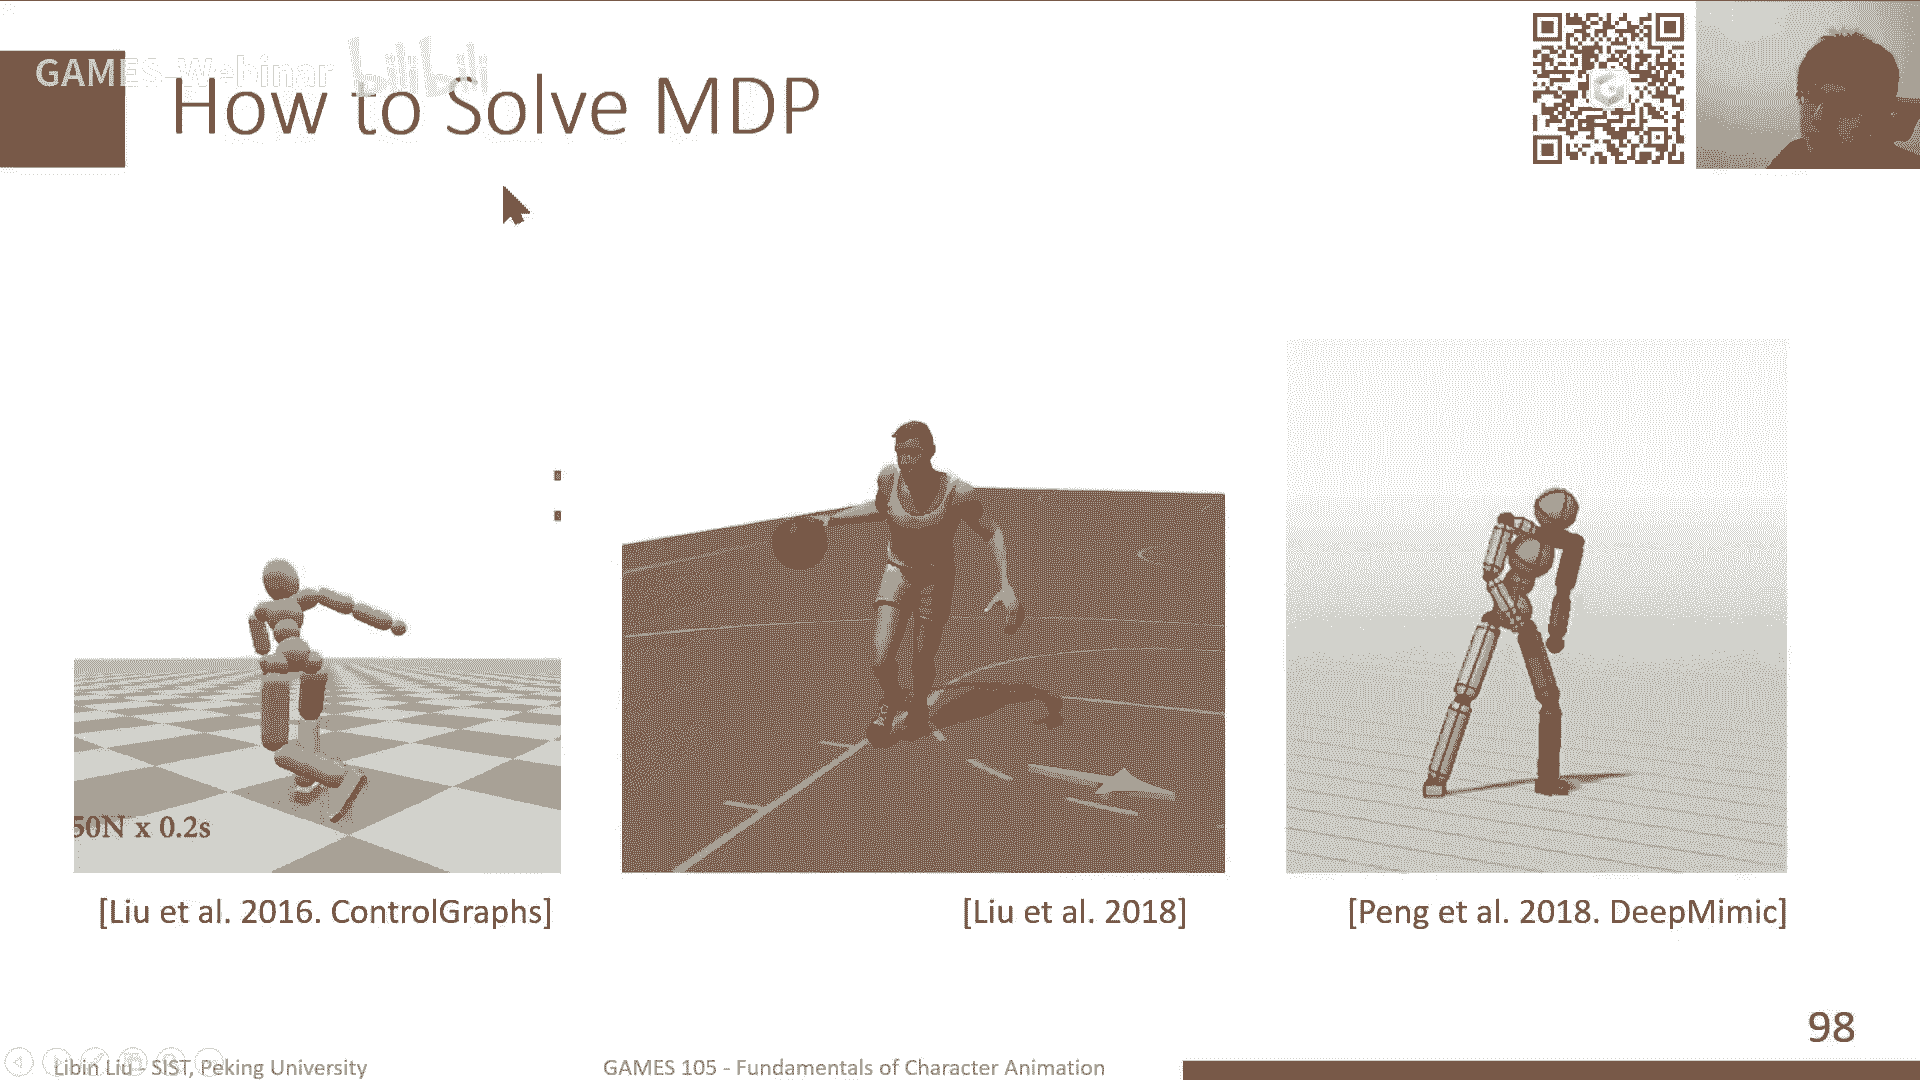 GAMES-Webinar bilibili
How to Solve MDP
50N x 0.2s
[Liu et al. 2016. ControlGraphs]
[Liu et al. 2018]
[Peng et al. 2018. DeepMimic]
98
Libin Liu - SIST, Peking University
GAMES 105 - Fundamentals of Character Animation